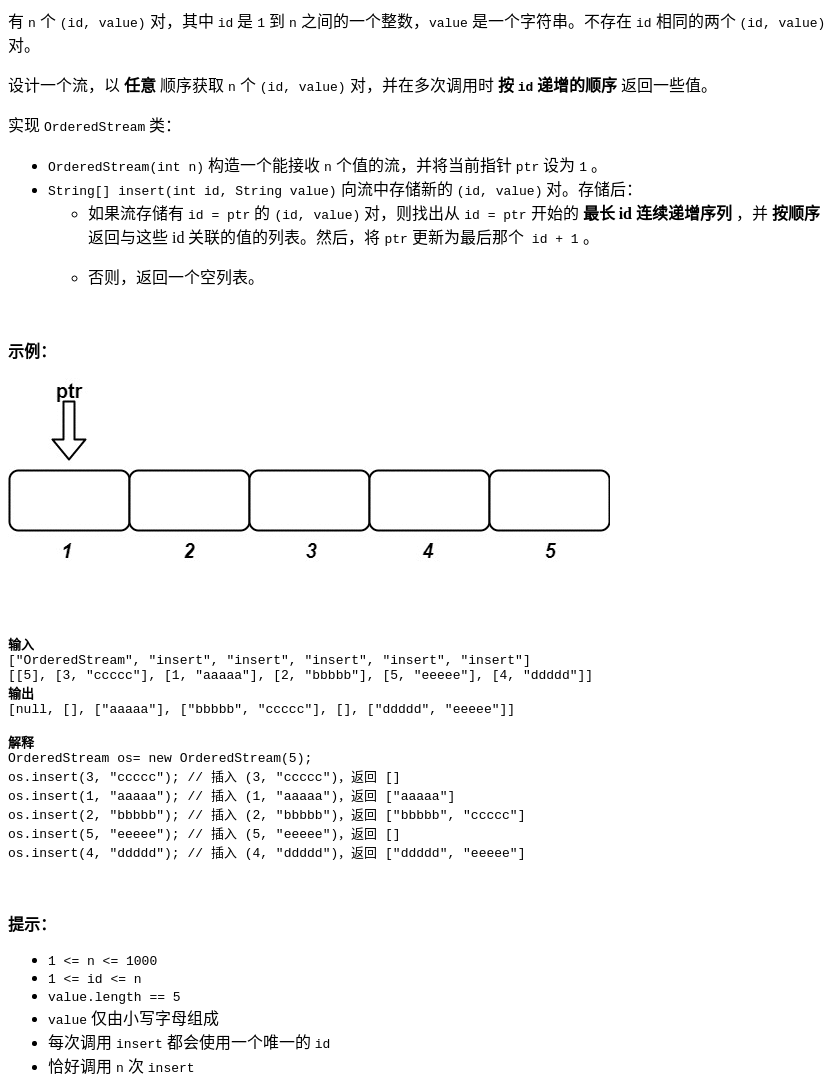 有 n 个 (id, value) 对，其中 id 是 1 到 n 之间的一个整数，value 是一个字符串。不存在 id 相同的两个 (id, value)
对。
设计一个流，以 任意 顺序获取 n 个 (id, value) 对，并在多次调用时 按 id 递增的顺序 返回一些值。
实现 OrderedStream 类：
OrderedStream(int n) 构造一个能接收 n 个值的流，并将当前指针 ptr 设为 1 。
String[] insert(int id, String value) 向流中存储新的 (id, value) 对。存储后：
如果流存储有 id = ptr 的 (id, value) 对，则找出从 id = ptr 开始的 最长 id 连续递增序列 ，并 按顺序
返回与这些 id 关联的值的列表。然后，将 ptr 更新为最后那个 id + 1 。
否则，返回一个空列表。
示例：
ptr
1 2 3 4 5
输入
["OrderedStream", "insert", "insert", "insert", "insert", "insert"]
[[5], [3, "ccccc"], [1, "aaaaa"], [2, "bbbbb"], [5, "eeeee"], [4, "ddddd"]]
输出
[null, [], ["aaaaa"], ["bbbbb", "ccccc"], [], ["ddddd", "eeeee"]]
解释
OrderedStream os= new OrderedStream(5);
os.insert(3, "ccccc"); // 插入 (3, "ccccc")，返回 []
os.insert(1, "aaaaa"); // 插入 (1, "aaaaa")，返回 ["aaaaa"]
os.insert(2, "bbbbb"); // 插入 (2, "bbbbb")，返回 ["bbbbb", "ccccc"]
os.insert(5, "eeeee"); // 插入 (5, "eeeee")，返回 []
os.insert(4, "ddddd"); // 插入 (4, "ddddd")，返回 ["ddddd", "eeeee"]
提示：
1 <= n <= 1000
1 <= id <= n
value.length == 5
value 仅由小写字母组成
每次调用 insert 都会使用一个唯一的 id
恰好调用 n 次 insert